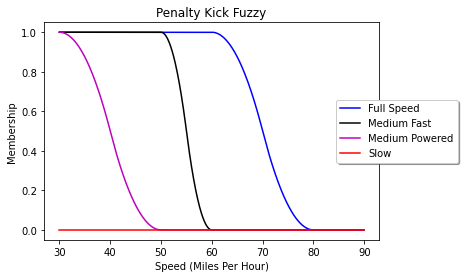 Penalty Kick Fuzzy
Membership
1.0
0.8
0.6
0.4
0.2
0.0
Full Speed
Medium Fast
Medium Powered
Slow
30 40 50 60 70 80 90
Speed (Miles Per Hour)